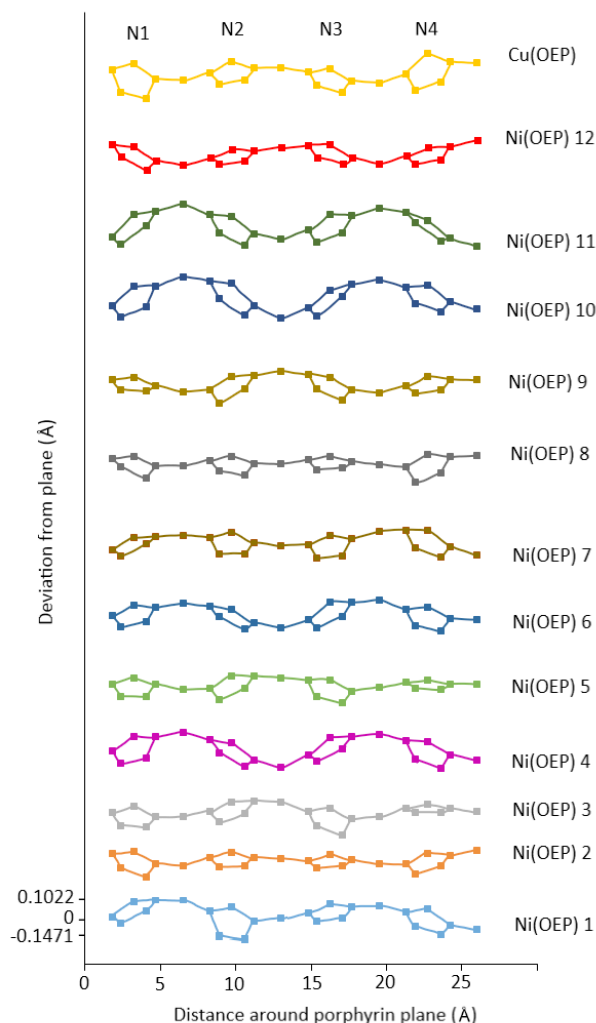 N1 N2 N3 N4
Cu(OEP)
Ni(OEP) 12
Ni(OEP) 11
Ni(OEP) 10
Ni(OEP) 9
Ni(OEP) 8
Ni(OEP) 7
Ni(OEP) 6
Ni(OEP) 5
Ni(OEP) 4
Ni(OEP) 3
Ni(OEP) 2
Ni(OEP) 1
Deviation from plane (Å)
0.1022
0
-0.1471
0 5 10 15 20 25
Distance around porphyrin plane (Å)